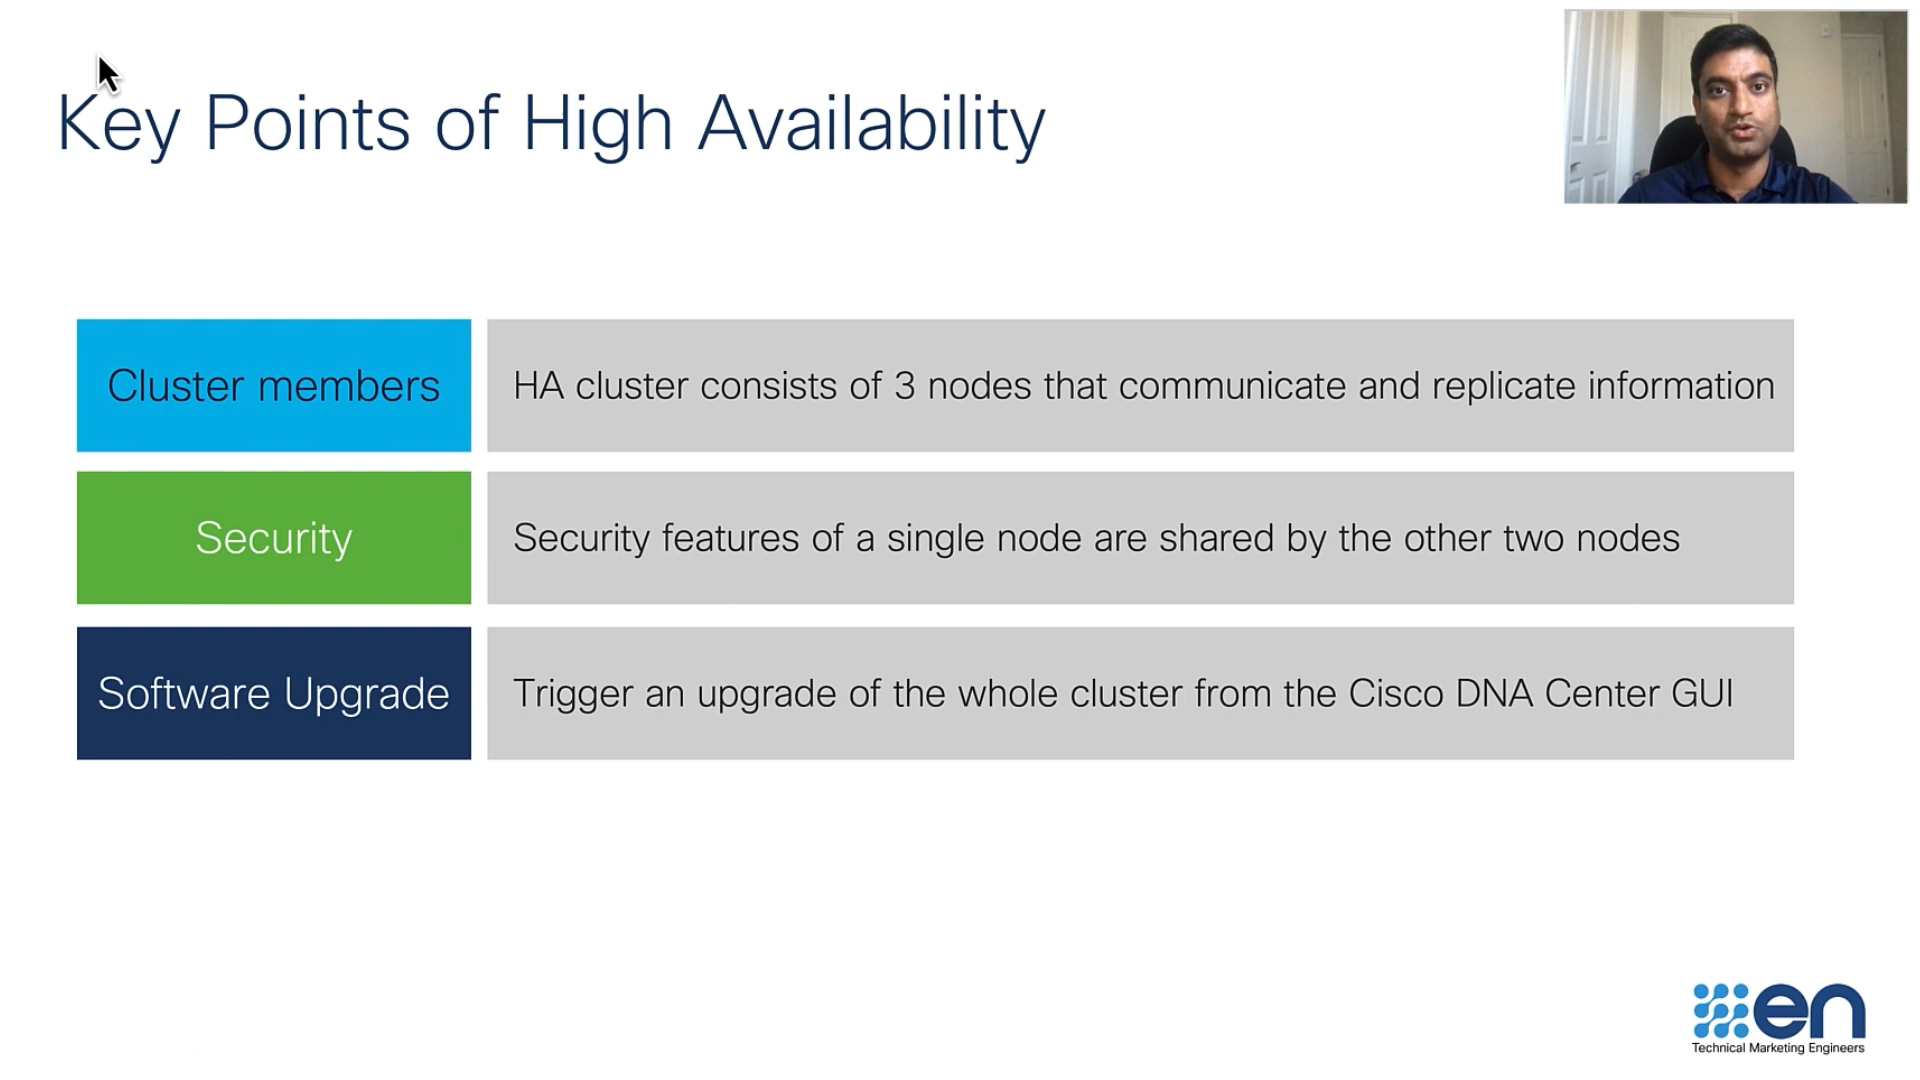 Key Points of High Availability
Cluster members
HA cluster consists of 3 nodes that communicate and replicate information
Security
Security features of a single node are shared by the other two nodes
Software Upgrade
Trigger an upgrade of the whole cluster from the Cisco DNA Center GUI
en
Technical Marketing Engineers